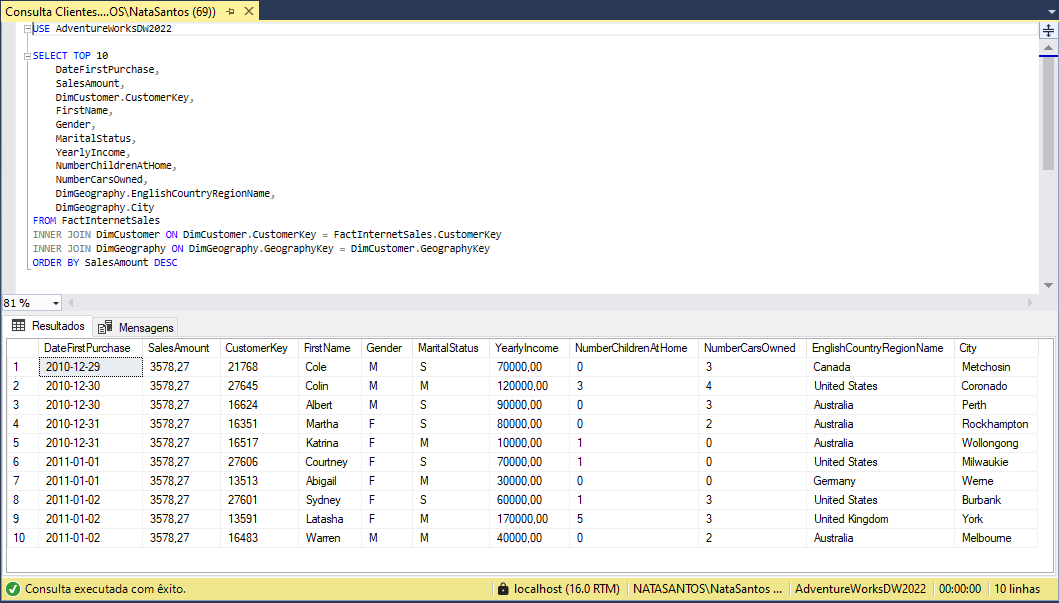 Consulta Clientes....OS\NataSantos (69))
USE AdventureWorksDW2022
SELECT TOP 10
DateFirstPurchase,
SalesAmount,
DimCustomer.CustomerKey,
FirstName,
Gender,
MaritalStatus,
YearlyIncome,
NumberChildrenAtHome,
NumberCarsOwned,
DimGeography.EnglishCountryRegionName,
DimGeography.City
FROM FactInternetSales
INNER JOIN DimCustomer ON DimCustomer.CustomerKey = FactInternetSales.CustomerKey
INNER JOIN DimGeography ON DimGeography.GeographyKey = DimCustomer.GeographyKey
ORDER BY SalesAmount DESC
81 %
Resultados Mensagens
DateFirstPurchase SalesAmount CustomerKey FirstName Gender MaritalStatus YearlyIncome NumberChildrenAtHome NumberCarsOwned EnglishCountryRegionName City
1 2010-12-29 3578,27 21768 Cole M S 70000,00 0 3 Canada Metchosin
2 2010-12-30 3578,27 27645 Colin M M 120000,00 3 4 United States Coronado
3 2010-12-30 3578,27 16624 Albert M S 90000,00 0 3 Australia Perth
4 2010-12-31 3578,27 16351 Martha F S 80000,00 0 2 Australia Rockhampton
5 2010-12-31 3578,27 16517 Katrina F M 10000,00 1 0 Australia Wollongong
6 2011-01-01 3578,27 27606 Courtney F S 70000,00 1 0 United States Milwaukie
7 2011-01-01 3578,27 13513 Abigail F M 30000,00 0 0 Germany Werne
8 2011-01-02 3578,27 27601 Sydney F S 60000,00 1 3 United States Burbank
9 2011-01-02 3578,27 13591 Latasha F M 170000,00 5 3 United Kingdom York
10 2011-01-02 3578,27 16483 Warren M M 40000,00 0 2 Australia Melbourne
Consulta executada com êxito. localhost (16.0 RTM) NATASANTOS\NataSantos ... AdventureWorksDW2022 00:00:00 10 linhas